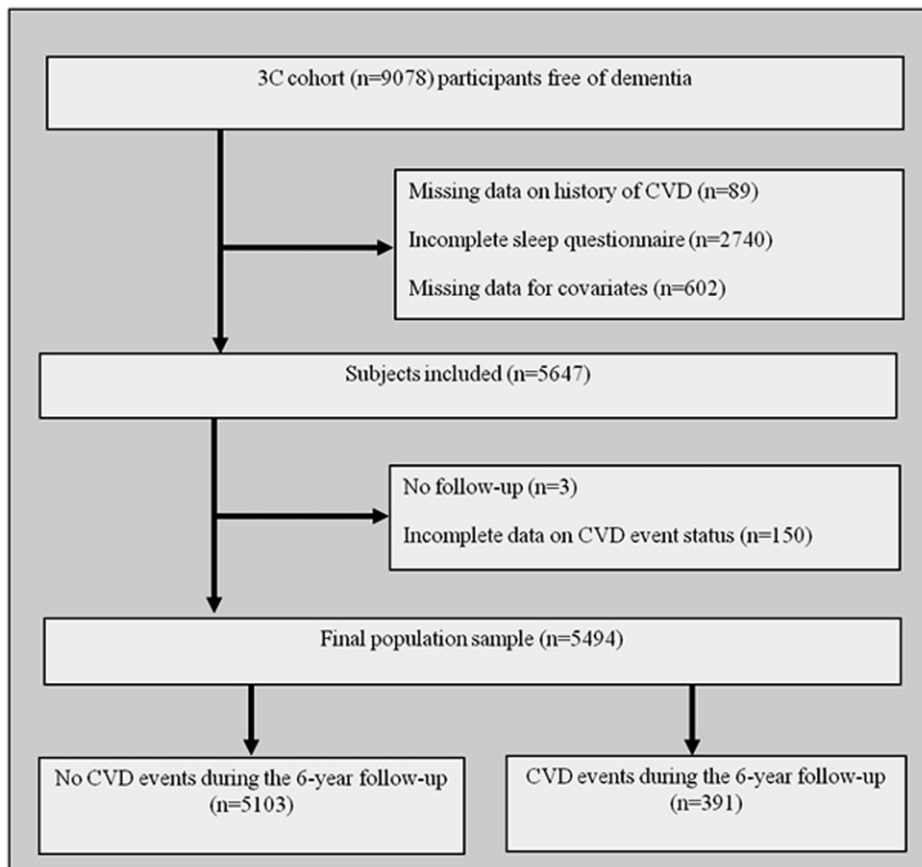 3C cohort (n=9078) participants free of dementia
Missing data on history of CVD (n=89)
Incomplete sleep questionnaire (n=2740)
Missing data for covariates (n=602)
Subjects included (n=5647)
No follow-up (n=3)
Incomplete data on CVD event status (n=150)
Final population sample (n=5494)
No CVD events during the 6-year follow-up
(n=5103)
CVD events during the 6-year follow-up
(n=391)